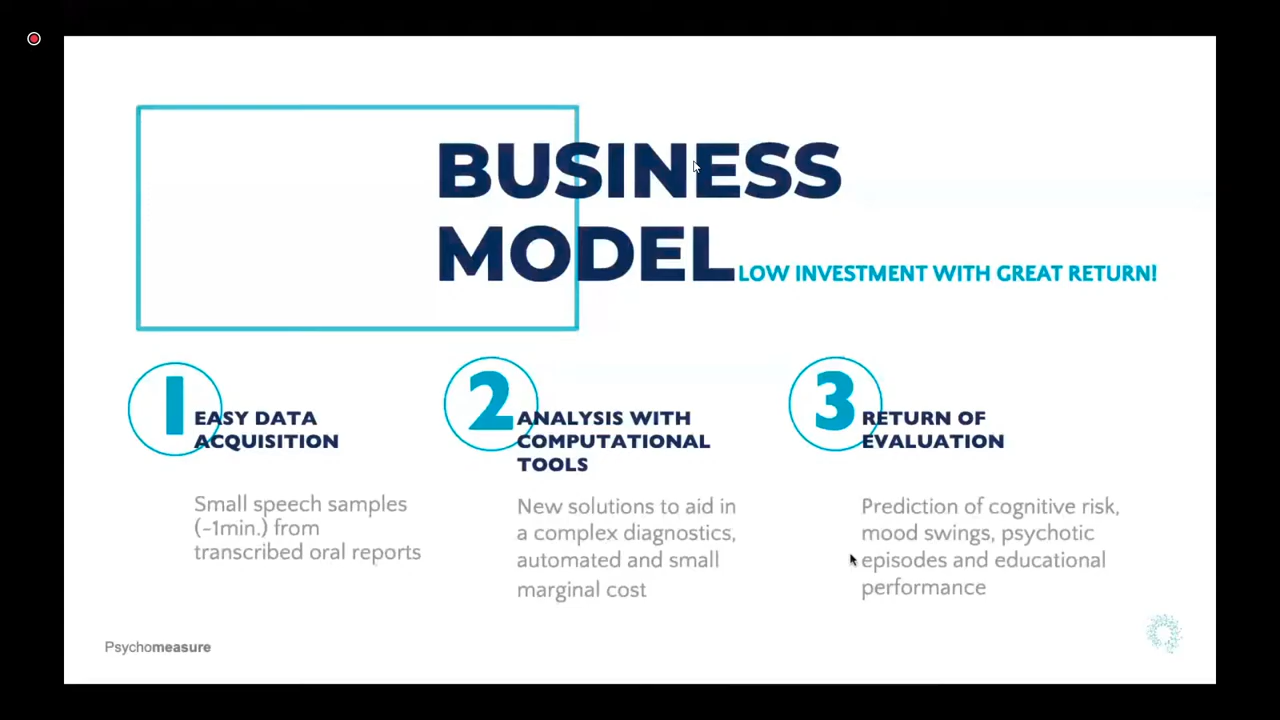 BUSINESS
MODEL LOW INVESTMENT WITH GREAT RETURN!
1
EASY DATA
ACQUISITION
Small speech samples
(~1min.) from
transcribed oral reports
2
ANALYSIS WITH
COMPUTATIONAL
TOOLS
New solutions to aid in
a complex diagnostics,
automated and small
marginal cost
3
RETURN OF
EVALUATION
Prediction of cognitive risk,
mood swings, psychotic
episodes and educational
performance
Psychomeasure